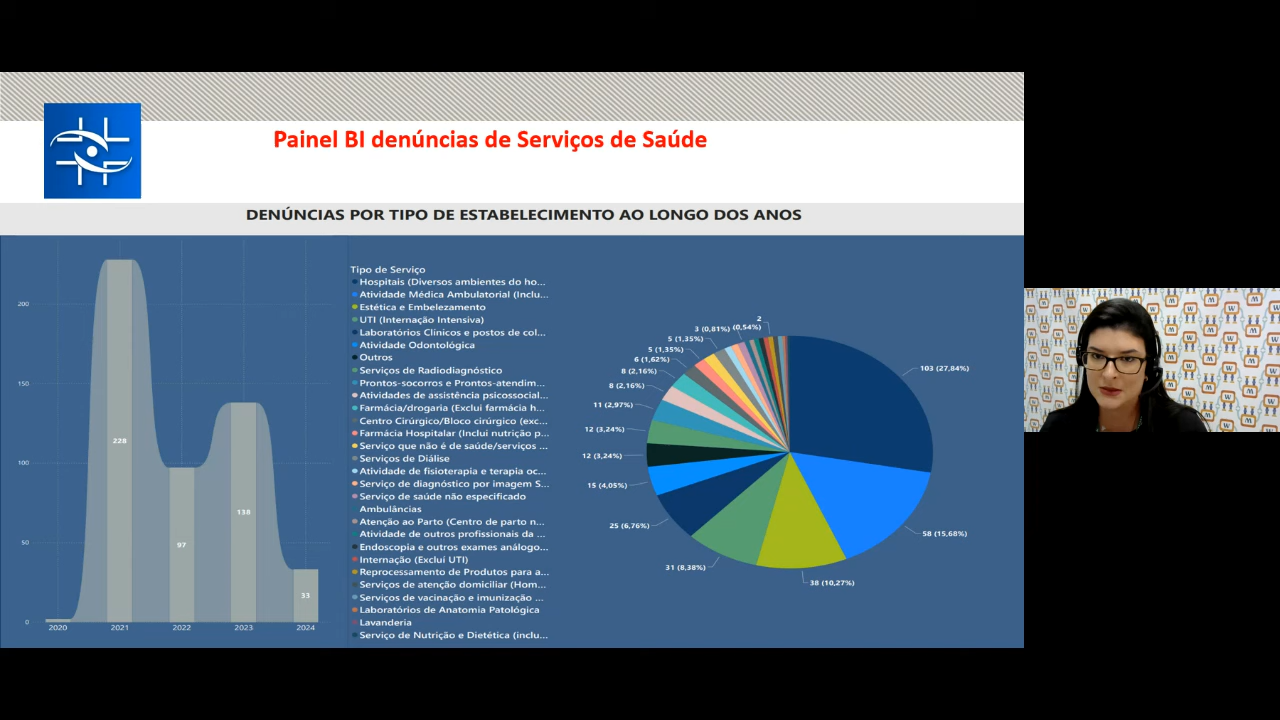 Painel BI denúncias de Serviços de Saúde
DENÚNCIAS POR TIPO DE ESTABELECIMENTO AO LONGO DOS ANOS
200
150
100
50
0
228
97
138
33
2020
2021
2022
2023
2024
Tipo de Serviço
Hospitais (Diversos ambientes do ho...
Atividade Médica Ambulatorial (Inclu...
Estética e Embelezamento
UTI (Internação Intensiva)
Laboratórios Clínicos e postos de col...
Atividade Odontológica
Outros
Serviços de Radiodiagnóstico
Prontos-socorros e Prontos-atendim...
Atividades de assistência psicossocial...
Farmácia/drogaria (Exclui farmácia h...
Centro Cirúrgico/Bloco cirúrgico (exc...
Farmácia Hospitalar (Inclui nutrição p...
Serviço que não é de saúde/serviços ...
Serviços de Diálise
Atividade de fisioterapia e terapia oc...
Serviço de diagnóstico por imagem S...
Serviço de saúde não especificado
Ambulâncias
Atenção ao Parto (Centro de parto n...
Atividade de outros profissionais da ...
Endoscopia e outros exames análogo...
Internação (Excluí UTI)
Reprocessamento de Produtos para a...
Serviços de atenção domiciliar (Hom...
Serviços de vacinação e imunização ...
Laboratórios de Anatomia Patológica
Lavanderia
Serviço de Nutrição e Dietética (inclu...
103 (27,84%)
58 (15,68%)
38 (10,27%)
31 (8,38%)
25 (6,76%)
15 (4,05%)
12 (3,24%)
12 (3,24%)
11 (2,97%)
8 (2,16%)
8 (2,16%)
6 (1,62%)
5 (1,35%)
5 (1,35%)
3 (0,81%)
(0,54%)
2